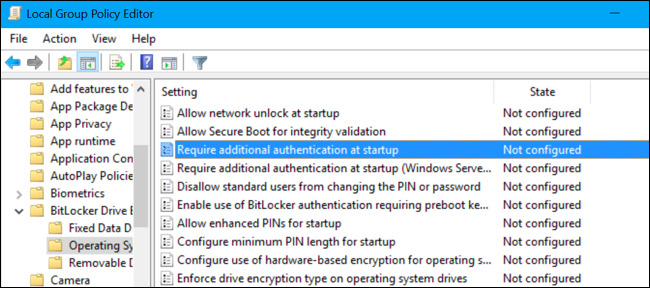 Local Group Policy Editor
File Action View Help
Setting State
Add features to
App Package De
App Privacy
App runtime
Application Con
AutoPlay Policie
Biometrics
BitLocker Drive E
Fixed Data D
Operating Sy
Removable D
Camera
Allow network unlock at startup Not configured
Allow Secure Boot for integrity validation Not configured
Require additional authentication at startup Not configured
Require additional authentication at startup (Windows Serve... Not configured
Disallow standard users from changing the PIN or password Not configured
Enable use of BitLocker authentication requiring preboot ke... Not configured
Allow enhanced PINs for startup Not configured
Configure minimum PIN length for startup Not configured
Configure use of hardware-based encryption for operating s... Not configured
Enforce drive encryption type on operating system drives Not configured